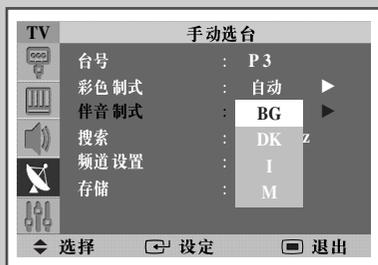 TV 手动选台
台号 : P 3
彩色 制式 : 自动
伴音 制式 : BG
搜索 : DK z
频道 设置 : I
存储 : M
选择 设定 退出